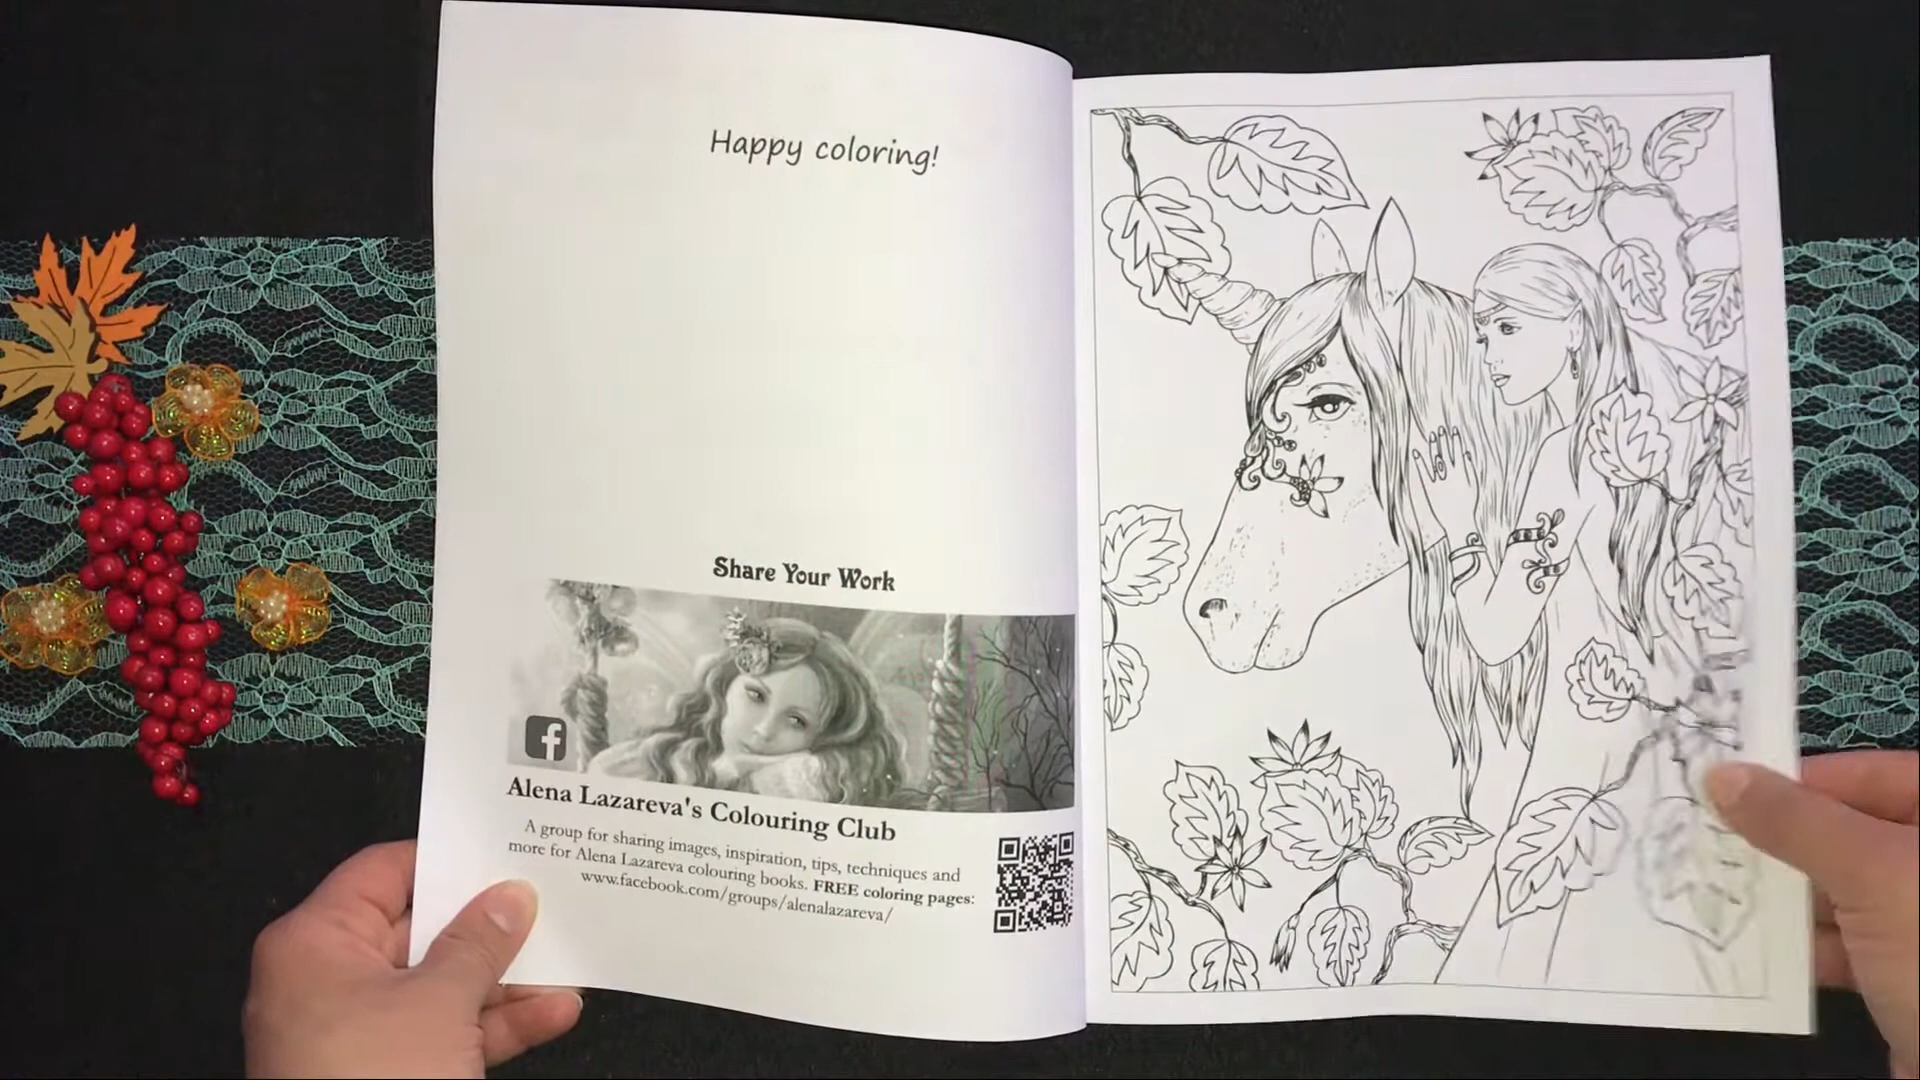 Happy coloring!
Share Your Work
f
Alena Lazareva's Colouring Club
A group for sharing images, inspiration, tips, techniques and
more for Alena Lazareva colouring books. FREE coloring pages:
www.facebook.com/groups/alenalazareva/